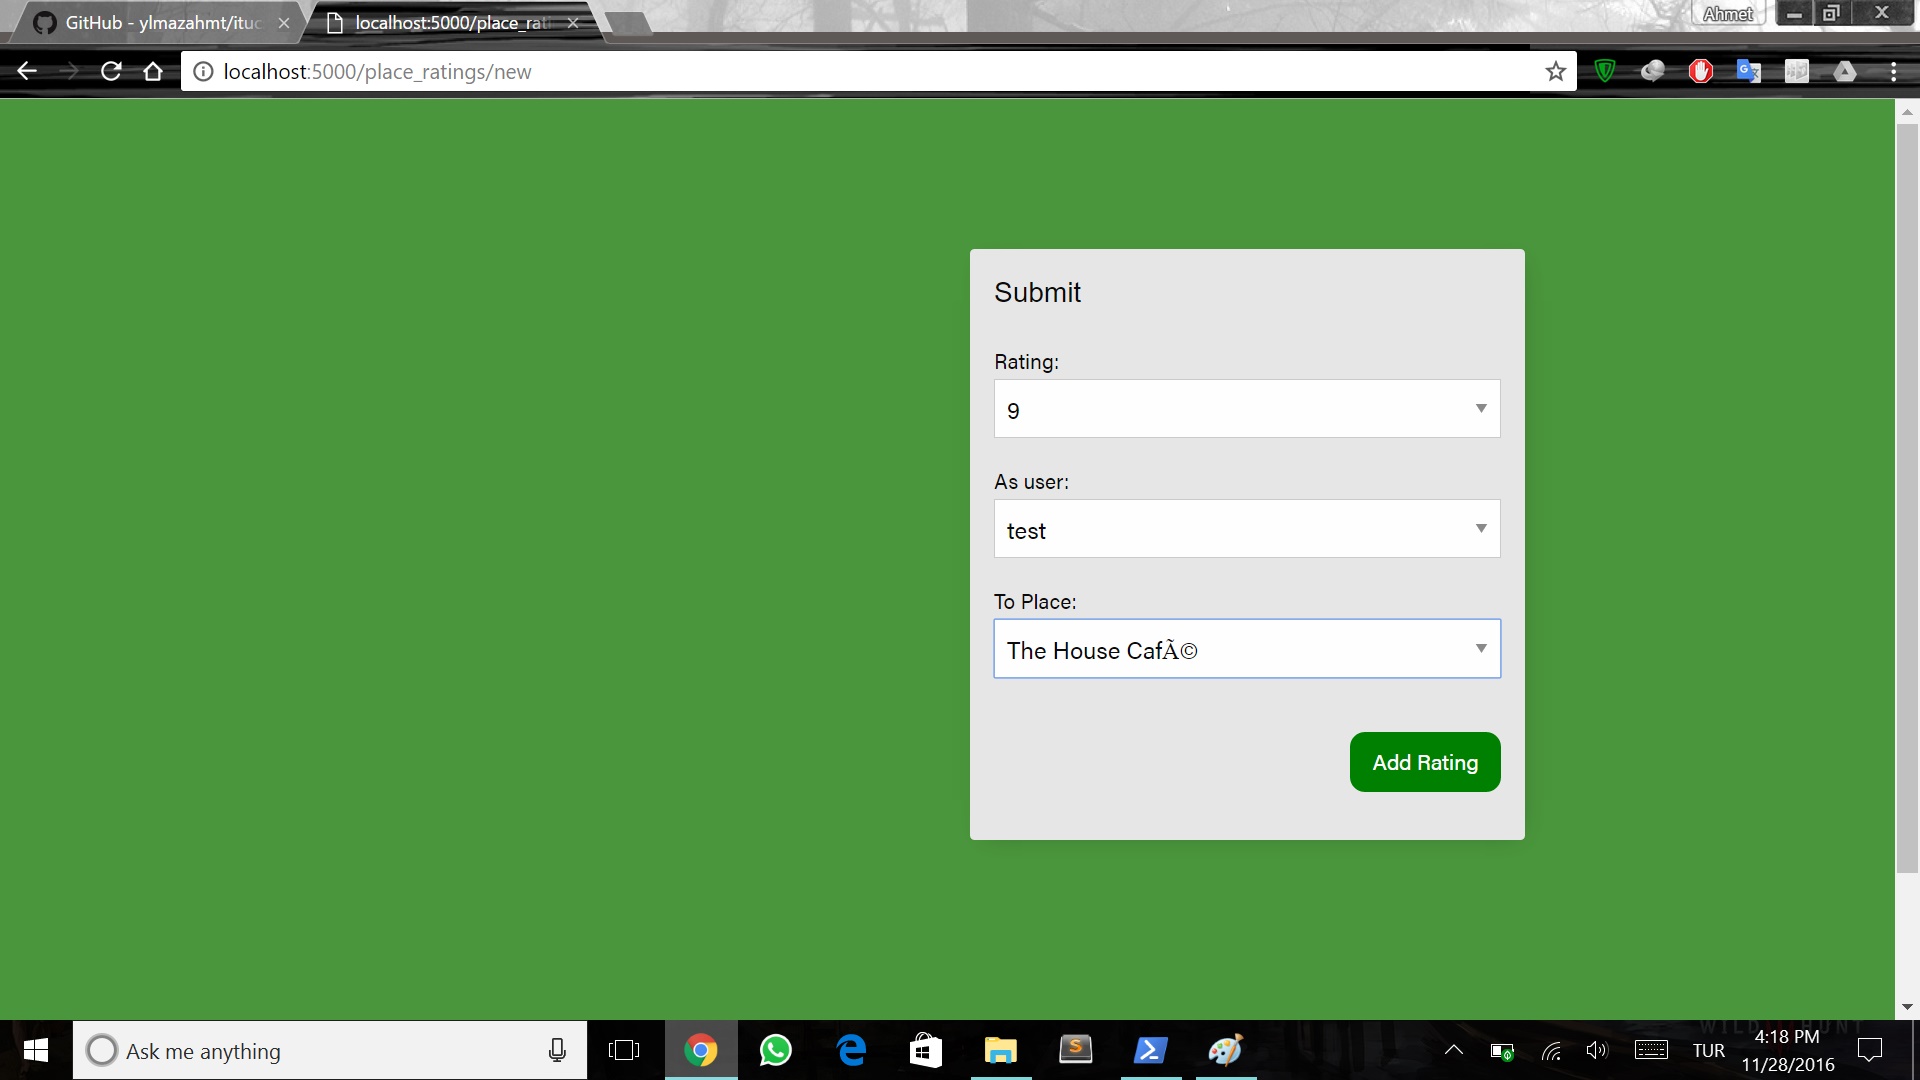 GitHub - ylmazahmt/ituc
localhost:5000/place_rati
Ahmet
localhost:5000/place_ratings/new
Submit
Rating:
9
As user:
test
To Place:
The House CafÃ©
Add Rating
Ask me anything
TUR
4:18 PM
11/28/2016